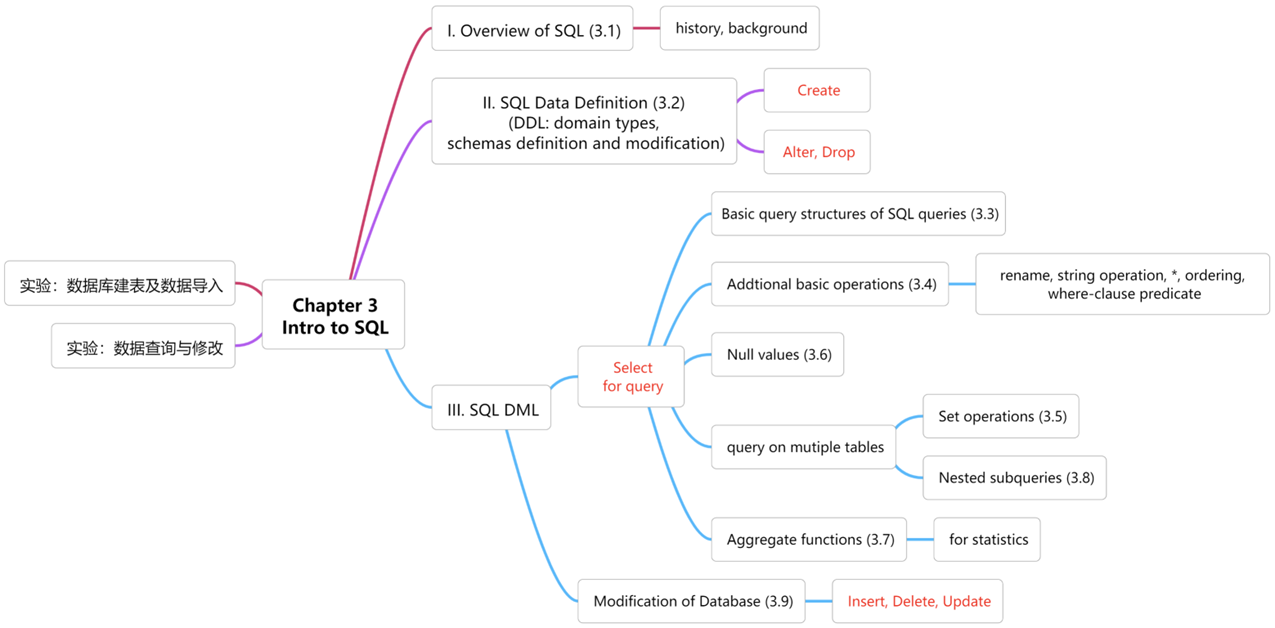 I. Overview of SQL (3.1)
history, background
II. SQL Data Definition (3.2)
(DDL: domain types,
schemas definition and modification)
Create
Alter, Drop
实验：数据库建表及数据导入
实验：数据查询与修改
Chapter 3
Intro to SQL
III. SQL DML
Select
for query
Basic query structures of SQL queries (3.3)
Addtional basic operations (3.4)
rename, string operation, *, ordering,
where-clause predicate
Null values (3.6)
query on mutiple tables
Set operations (3.5)
Nested subqueries (3.8)
Aggregate functions (3.7)
for statistics
Modification of Database (3.9)
Insert, Delete, Update